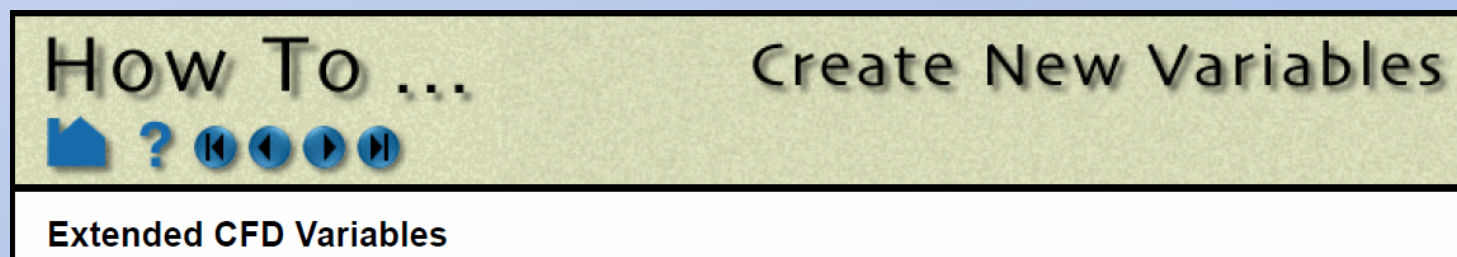 How To ...
Create New Variables
?
Extended CFD Variables